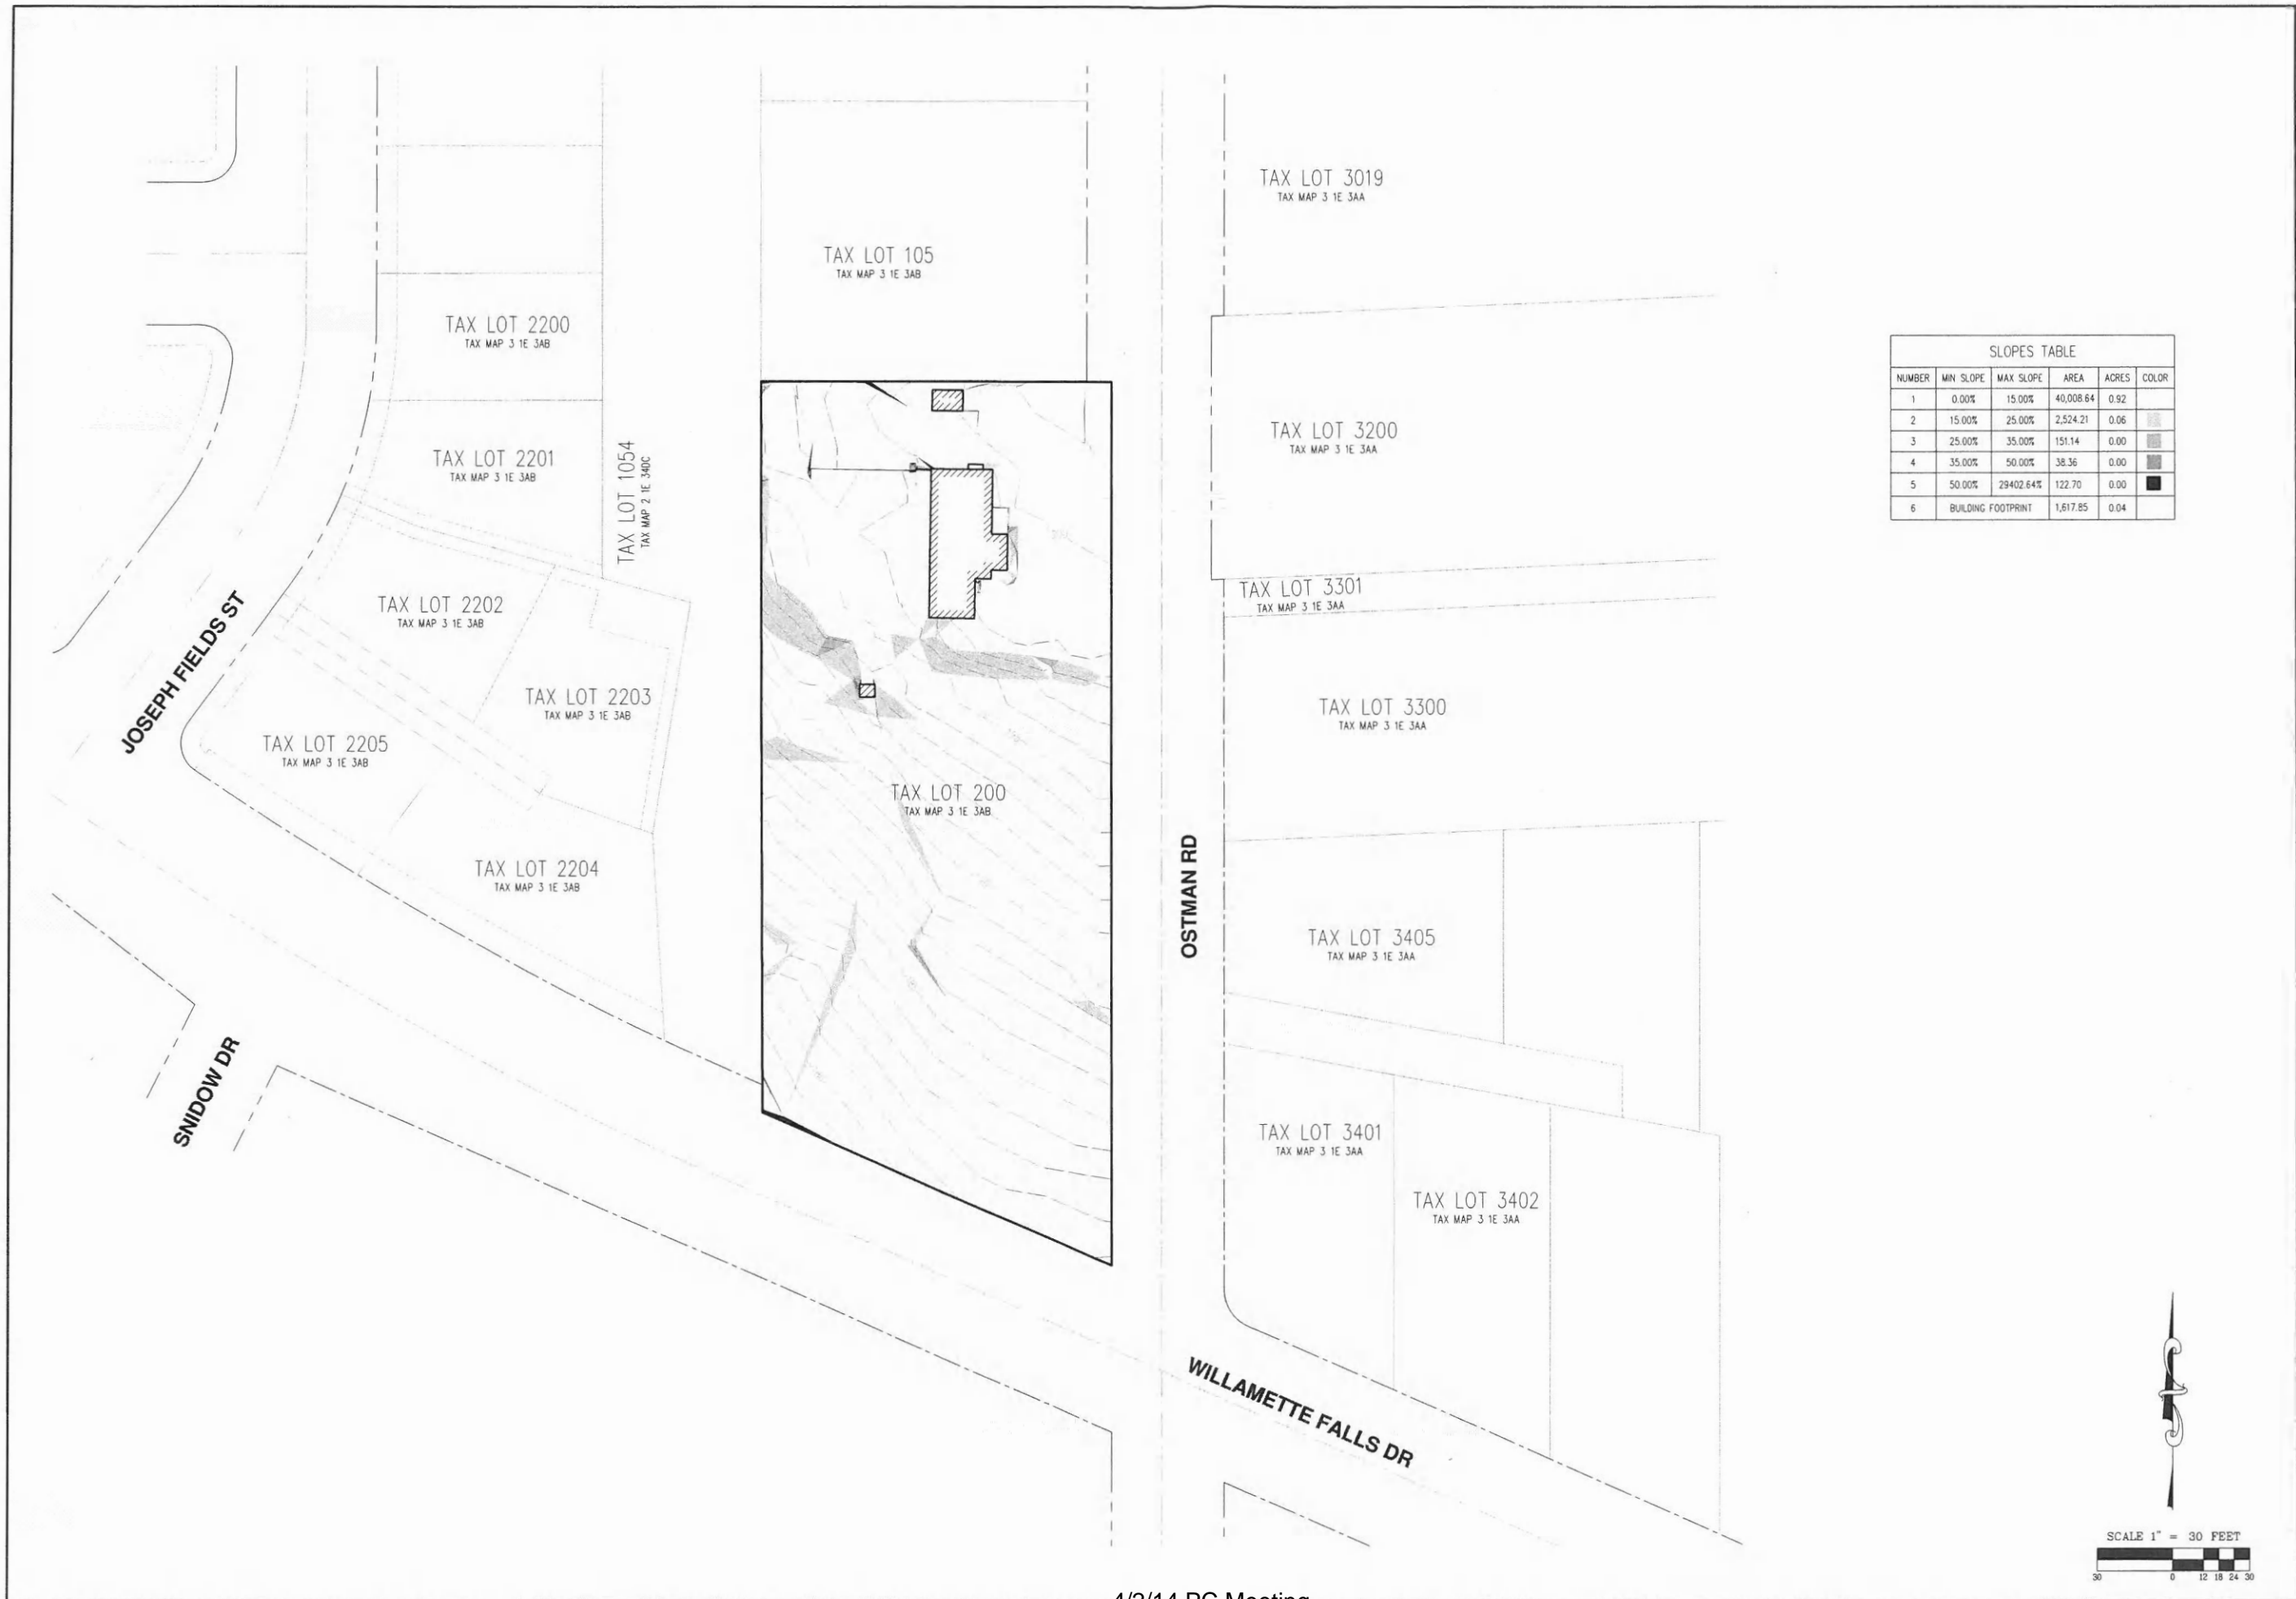 TAX LOT 3019
TAX MAP 3 1E 3AA
TAX LOT 105
TAX MAP 3 1E 3AB
TAX LOT 2200
TAX MAP 3 1E 3AB
TAX LOT 3200
TAX MAP 3 1E 3AA
TAX LOT 2201
TAX MAP 3 1E 3AB
TAX LOT 1054
TAX MAP 2 1E 340C
SLOPES TABLE
NUMBER MIN SLOPE MAX SLOPE AREA ACRES COLOR
1 0.00% 15.00% 40,008.64 0.92
2 15.00% 25.00% 2,524.21 0.06
3 25.00% 35.00% 151.14 0.00
4 35.00% 50.00% 38.36 0.00
5 50.00% 29402.64% 122.70 0.00
6 BUILDING FOOTPRINT 1,617.85 0.04
TAX LOT 3301
TAX MAP 3 1E 3AA
TAX LOT 2202
TAX MAP 3 1E 3AB
JOSEPH FIELDS ST
TAX LOT 2203
TAX MAP 3 1E 3AB
TAX LOT 3300
TAX MAP 3 1E 3AA
TAX LOT 2205
TAX MAP 3 1E 3AB
TAX LOT 200
TAX MAP 3 1E 3AB
TAX LOT 2204
TAX MAP 3 1E 3AB
OSTMAN RD
TAX LOT 3405
TAX MAP 3 1E 3AA
SNIDOW DR
TAX LOT 3401
TAX MAP 3 1E 3AA
TAX LOT 3402
TAX MAP 3 1E 3AA
WILLAMETTE FALLS DR
SCALE 1" = 30 FEET
30 0 12 18 24 30